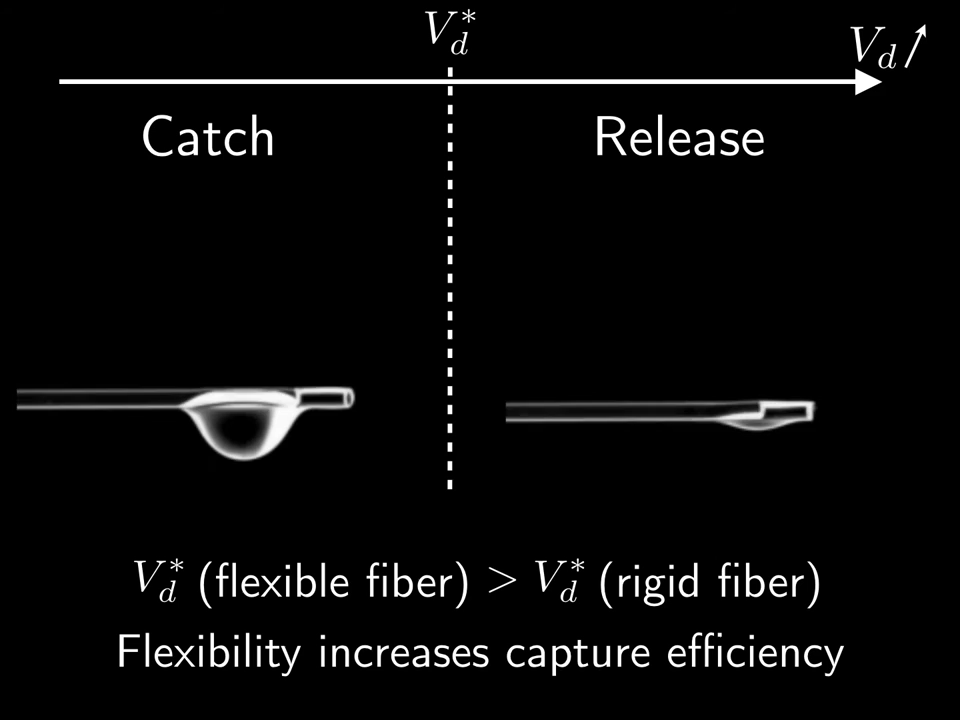 V_d^*
V_d↗
Catch
Release
V_d^* (flexible fiber) > V_d^* (rigid fiber)
Flexibility increases capture efficiency